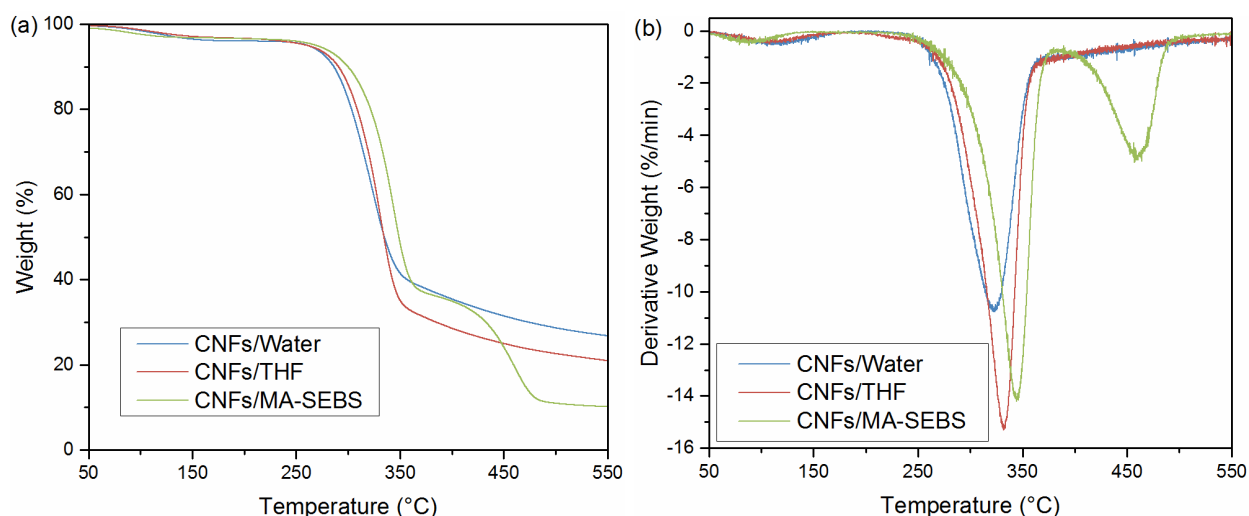 (a)
100
80
60
40
20
0
Weight (%)
CNFs/Water
CNFs/THF
CNFs/MA-SEBS
50 150 250 350 450 550
Temperature (°C)
(b)
0
-2
-4
-6
-8
-10
-12
-14
-16
Derivative Weight (%/min)
CNFs/Water
CNFs/THF
CNFs/MA-SEBS
50 150 250 350 450 550
Temperature (°C)